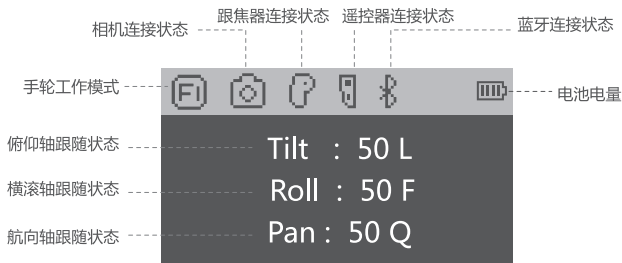 相机连接状态
跟焦器连接状态
遥控器连接状态
蓝牙连接状态
手轮工作模式
FI
电池电量
俯仰轴跟随状态
Tilt : 50 L
横滚轴跟随状态
Roll : 50 F
航向轴跟随状态
Pan : 50 Q